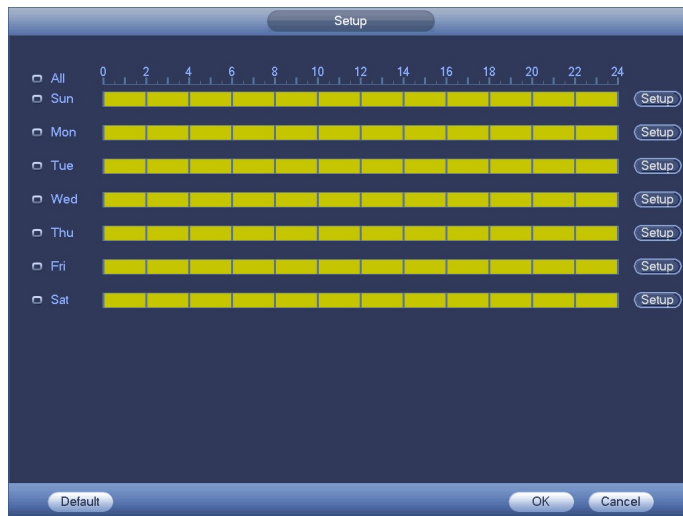 Setup
All 0 2 4 6 8 10 12 14 16 18 20 22 24
Sun Setup
Mon Setup
Tue Setup
Wed Setup
Thu Setup
Fri Setup
Sat Setup
Default OK Cancel